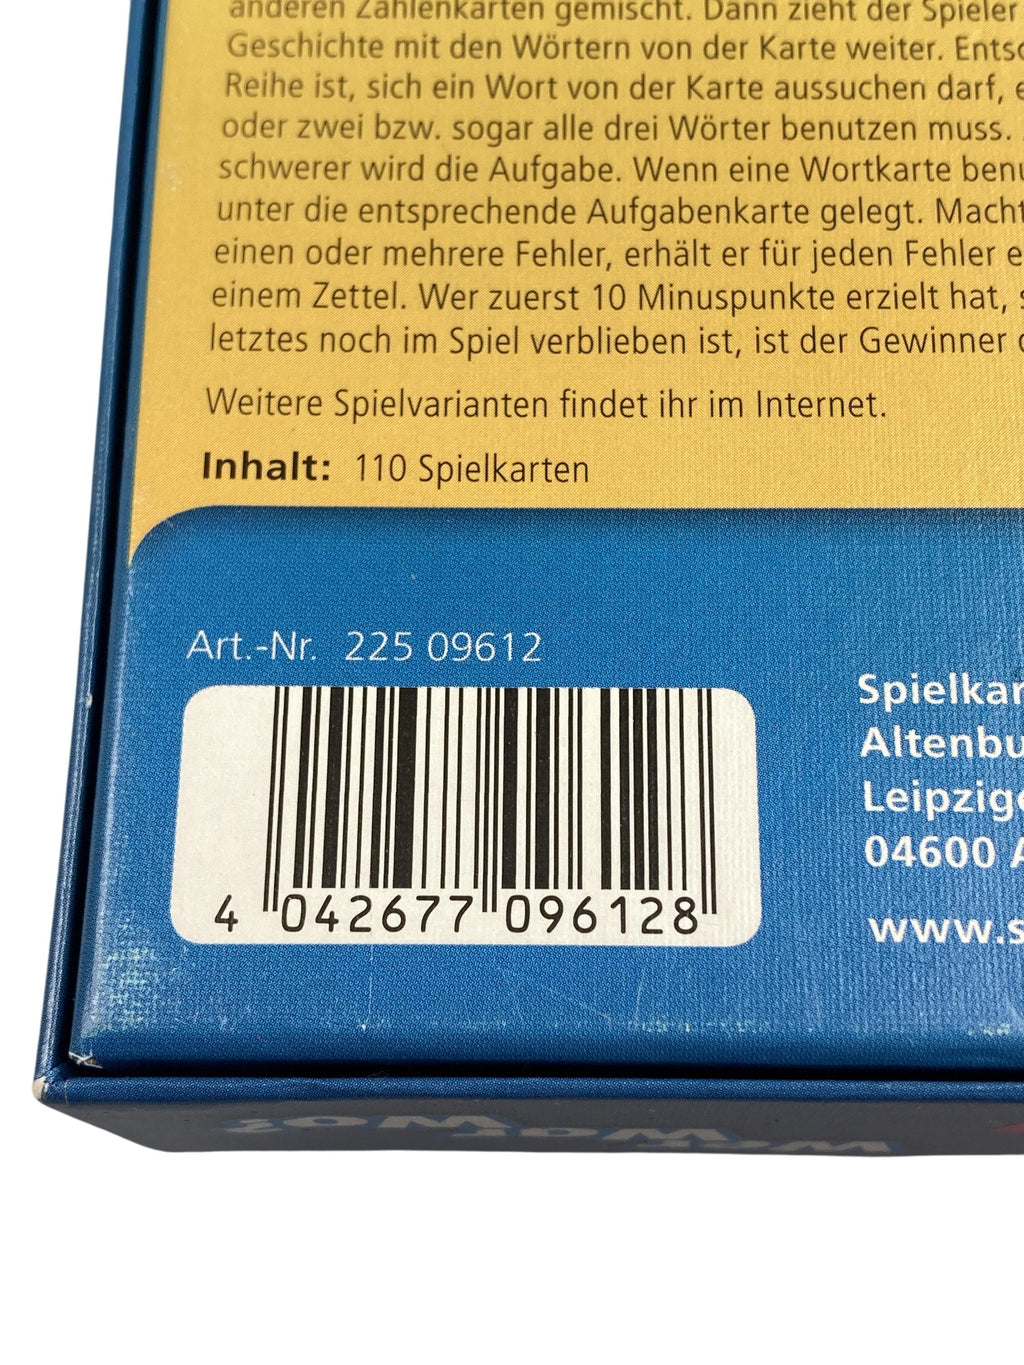 anderen Zahlenkarten gemischt. Dann zieht der Spieler
Geschichte mit den Wörtern von der Karte weiter.
Reihe ist, sich ein Wort von der Karte aussuchen darf,
oder zwei bzw. sogar alle drei Wörter benutzen muss.
schwerer wird die Aufgabe. Wenn eine Wortkarte
unter die entsprechende Aufgabenkarte gelegt. Macht
einen oder mehrere Fehler, erhält er für jeden Fehler
einem Zettel. Wer zuerst 10 Minuspunkte erzielt hat,
letztes noch im Spiel verblieben ist, ist der Gewinner
Weitere Spielvarianten findet ihr im Internet.
Inhalt: 110 Spielkarten
Art.-Nr. 225 09612
Spielkar
Altenbu
Leipzig
04600 A
www.s
4 042677 096128